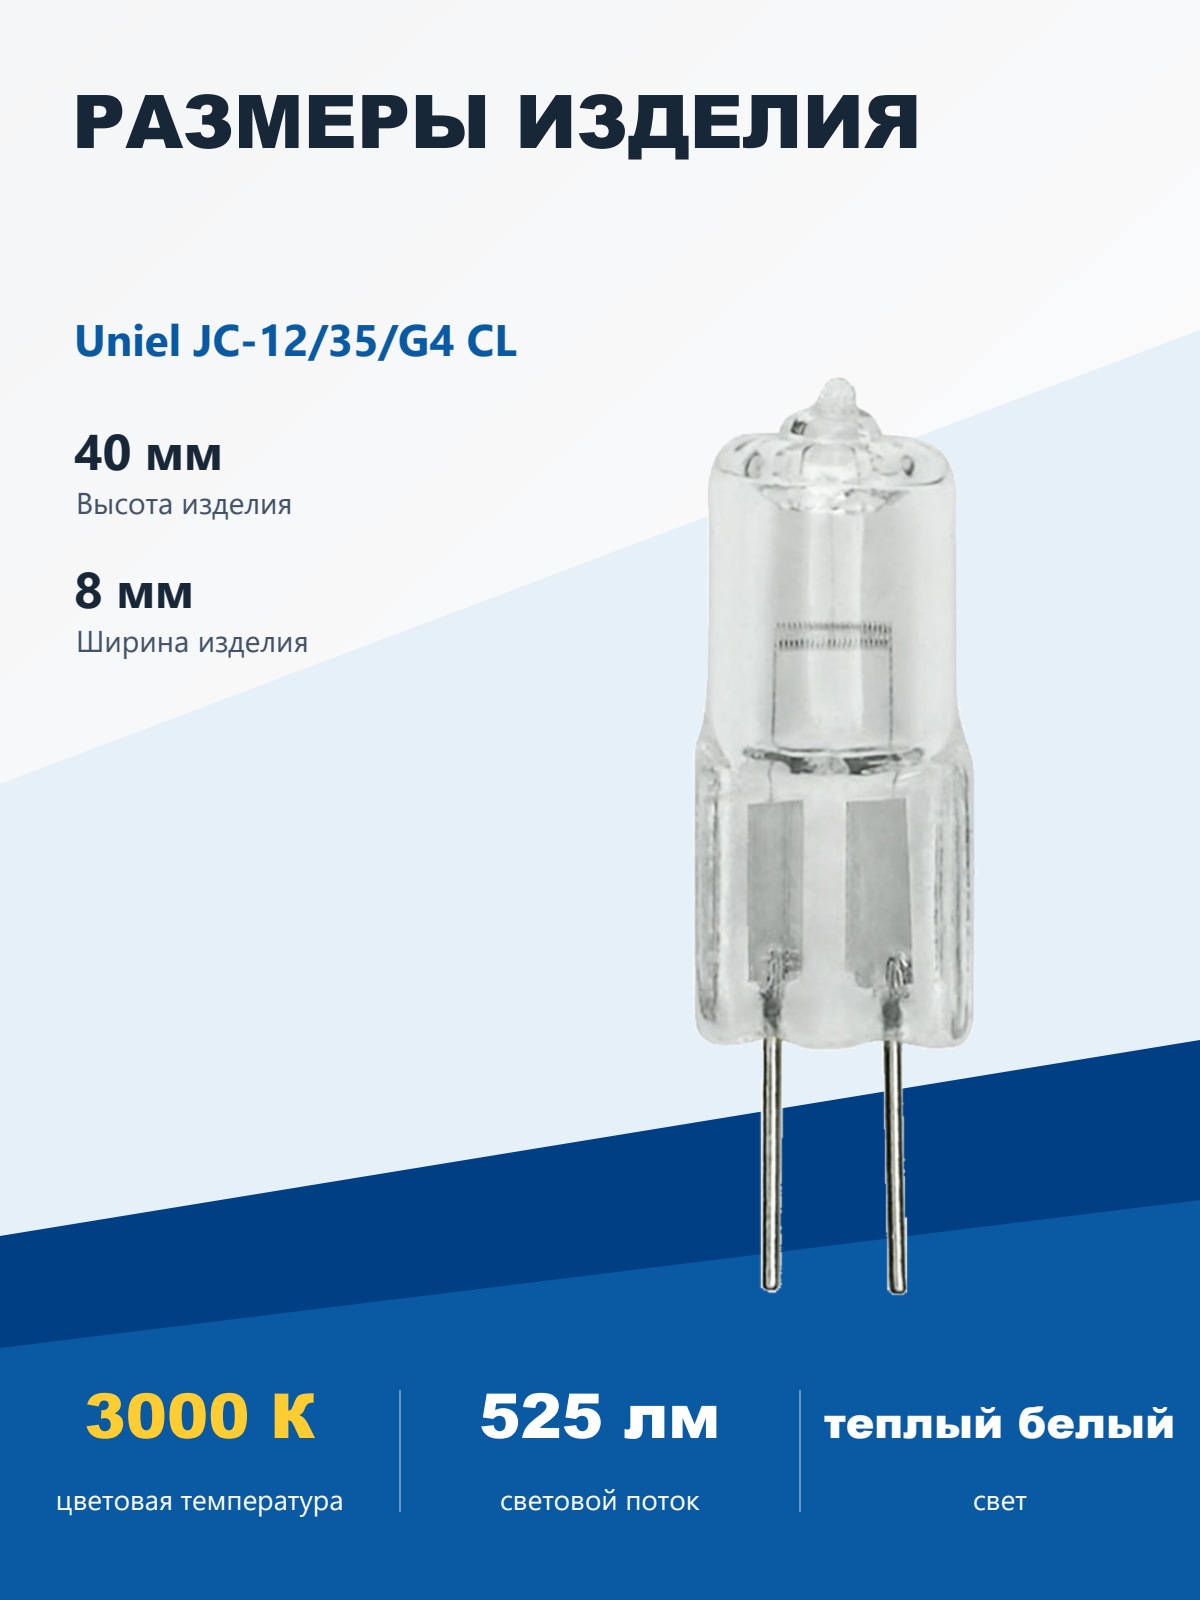 РАЗМЕРЫ ИЗДЕЛИЯ
Uniel JC-12/35/G4 CL
40 мм
Высота изделия
8 мм
Ширина изделия
3000 К
цветовая температура
525 лм
световой поток
теплый белый
свет